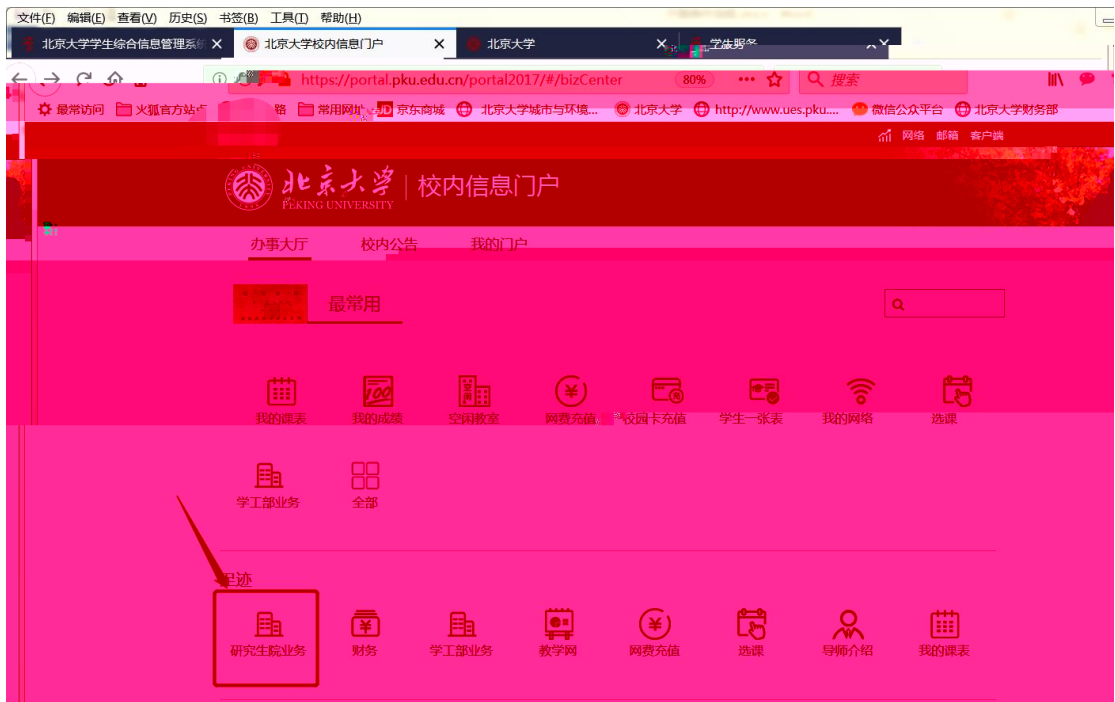 文件(F) 编辑(E) 查看(V) 历史(S) 书签(B) 工具(T) 帮助(H)
北京大学学生综合信息管理系统 北京大学校内信息门户 北京大学
https://portal.pku.edu.cn/portal2017/#/bizCenter 80% 搜索
最常访问 火狐官方站点 常用网址 京东商城 北京大学城市与环境... 北京大学 http://www.ues.pku.... 微信公众平台 北京大学财务部
网络 邮箱 客户端
北京大学 校内信息门户
PEKING UNIVERSITY
办事大厅 校内公告 我的门户
最常用
我的课表 我的成绩 空闲教室 网费充值 校园卡充值 学生一张表 我的网络 选课
学工部业务 全部
足迹
研究生院业务 财务 学工部业务 教学网 网费充值 选课 导师介绍 我的课表